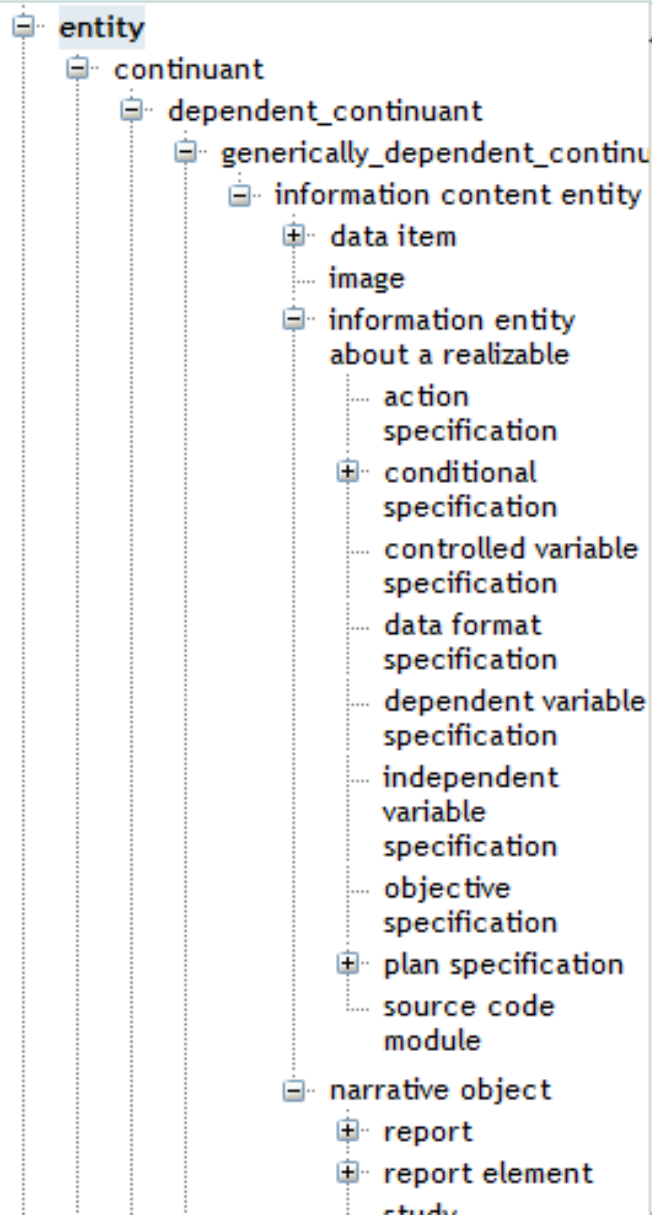 entity
continuant
dependent_continuant
generically_dependent_continu
information content entity
data item
image
information entity
about a realizable
action
specification
conditional
specification
controlled variable
specification
data format
specification
dependent variable
specification
independent
variable
specification
objective
specification
plan specification
source code
module
narrative object
report
report element
study